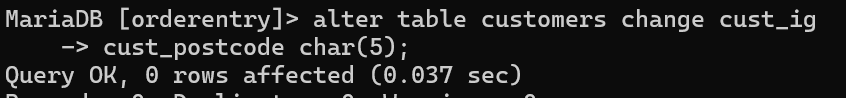 MariaDB [orderentry]> alter table customers change cust_ig
    -> cust_postcode char(5);
Query OK, 0 rows affected (0.037 sec)